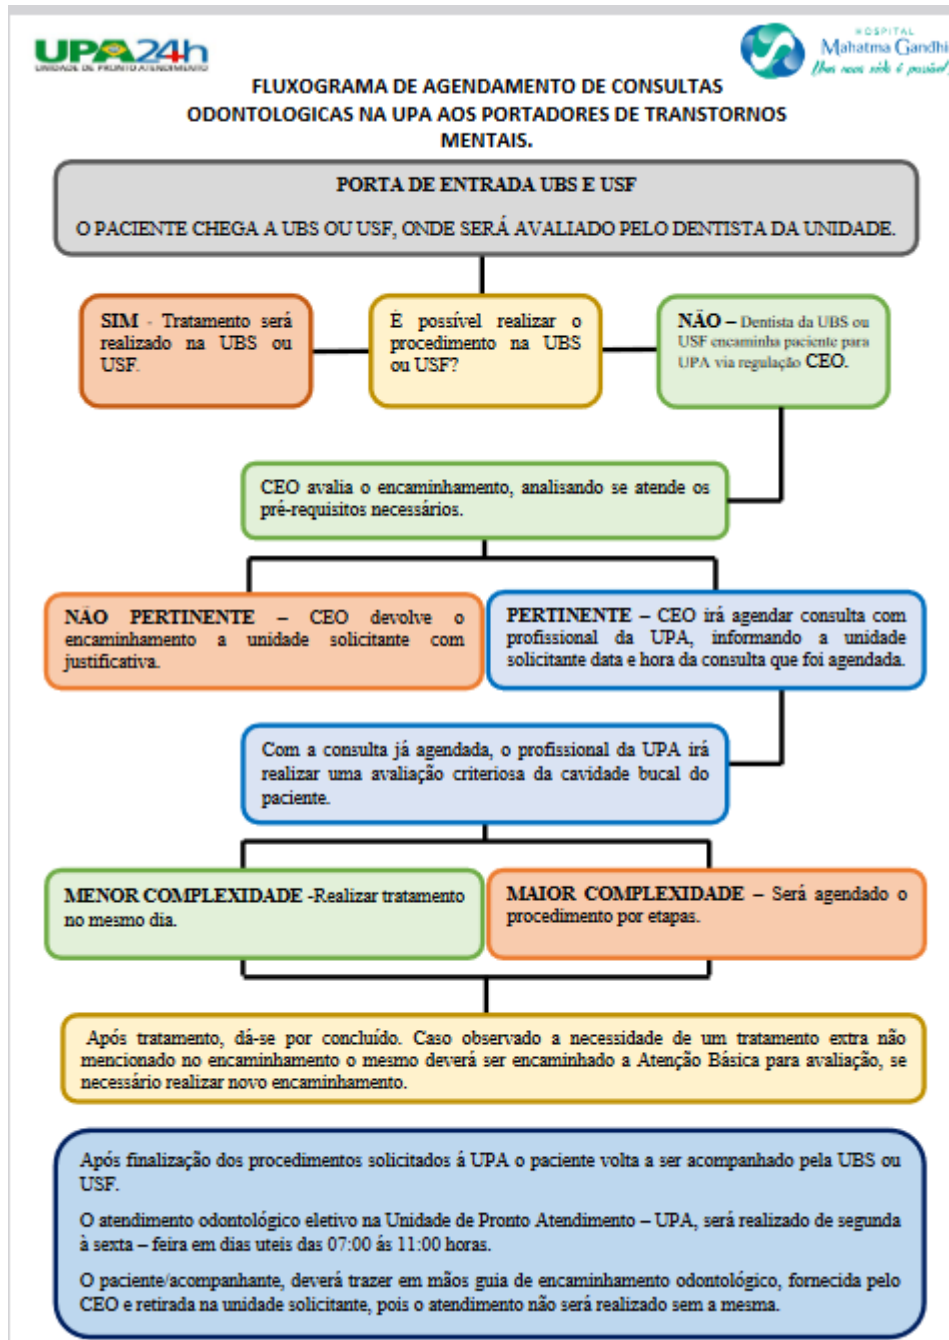 UPA24h
UNIDADE DE PRONTO ATENDIMENTO
HOSPITAL
Mahatma Gandhi
Uma nova vida é possível
FLUXOGRAMA DE AGENDAMENTO DE CONSULTAS
ODONTOLOGICAS NA UPA AOS PORTADORES DE TRANSTORNOS
MENTAIS.
PORTA DE ENTRADA UBS E USF
O PACIENTE CHEGA A UBS OU USF, ONDE SERÁ AVALIADO PELO DENTISTA DA UNIDADE.
SIM - Tratamento será
realizado na UBS ou
USF.
É possível realizar o
procedimento na UBS
ou USF?
NÃO – Dentista da UBS ou
USF encaminha paciente para
UPA via regulação CEO.
CEO avalia o encaminhamento, analisando se atende os
pré-requisitos necessários.
NÃO PERTINENTE – CEO devolve o
encaminhamento a unidade solicitante com
justificativa.
PERTINENTE – CEO irá agendar consulta com
profissional da UPA, informando a unidade
solicitante data e hora da consulta que foi agendada.
Com a consulta já agendada, o profissional da UPA irá
realizar uma avaliação criteriosa da cavidade bucal do
paciente.
MENOR COMPLEXIDADE -Realizar tratamento
no mesmo dia.
MAIOR COMPLEXIDADE – Será agendado o
procedimento por etapas.
Após tratamento, dá-se por concluído. Caso observado a necessidade de um tratamento extra não
mencionado no encaminhamento o mesmo deverá ser encaminhado a Atenção Básica para avaliação, se
necessário realizar novo encaminhamento.
Após finalização dos procedimentos solicitados á UPA o paciente volta a ser acompanhado pela UBS ou
USF.
O atendimento odontológico eletivo na Unidade de Pronto Atendimento – UPA, será realizado de segunda
à sexta – feira em dias uteis das 07:00 ás 11:00 horas.
O paciente/acompanhante, deverá trazer em mãos guia de encaminhamento odontológico, fornecida pelo
CEO e retirada na unidade solicitante, pois o atendimento não será realizado sem a mesma.